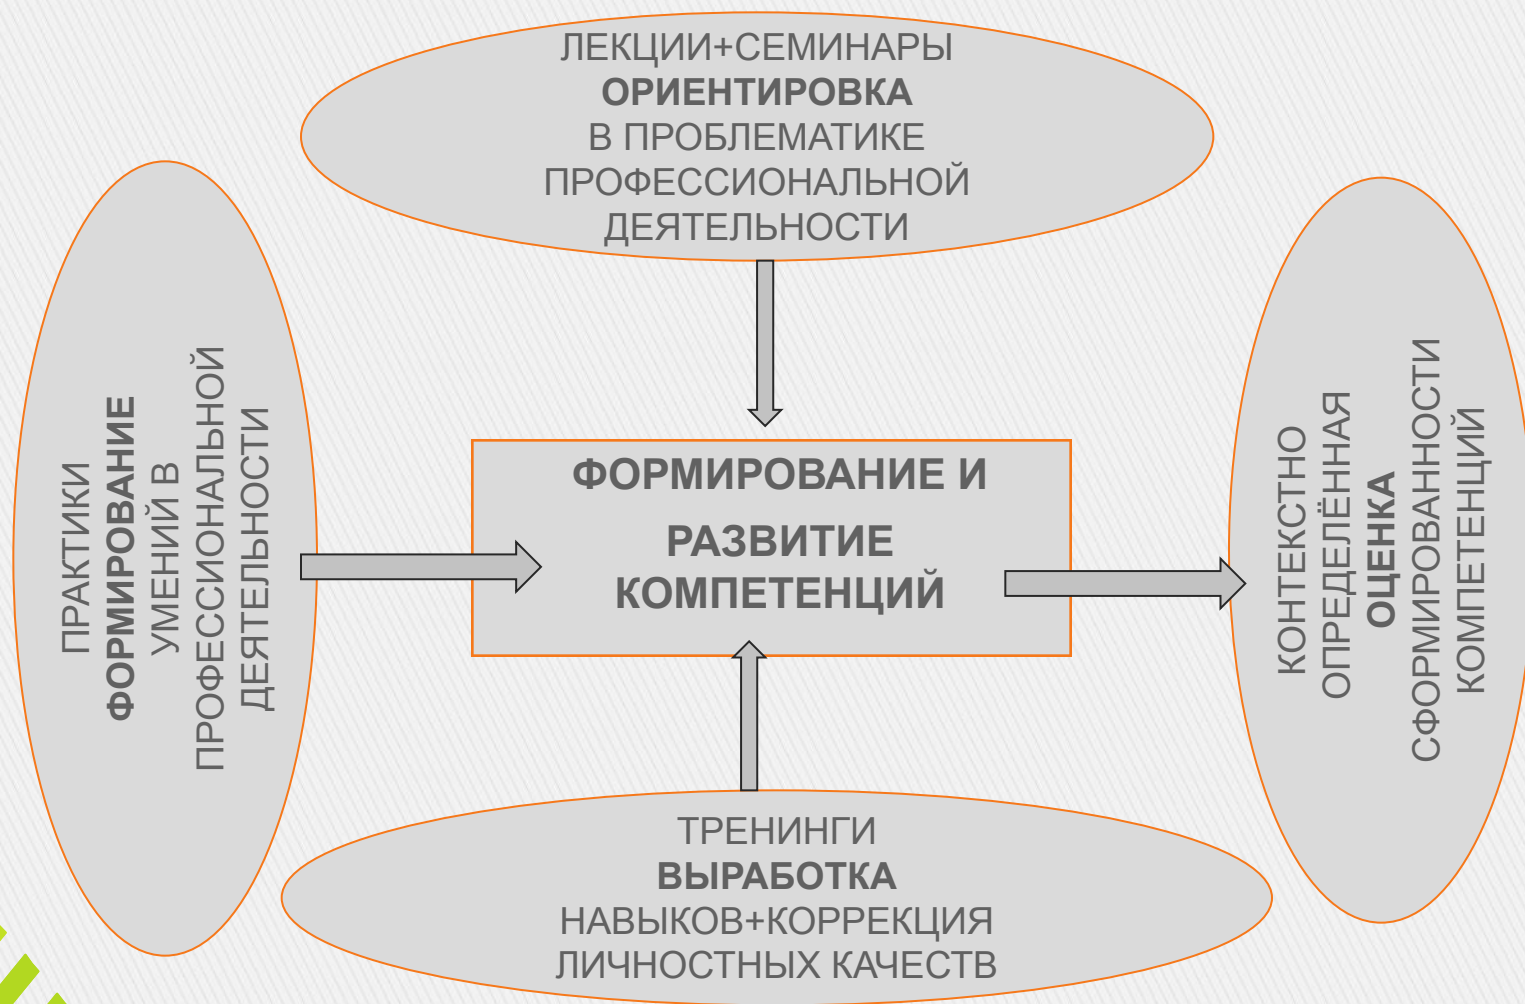 ЛЕКЦИИ+СЕМИНАРЫ
ОРИЕНТИРОВКА
В ПРОБЛЕМАТИКЕ
ПРОФЕССИОНАЛЬНОЙ
ДЕЯТЕЛЬНОСТИ
ПРАКТИКИ
ФОРМИРОВАНИЕ
УМЕНИЙ В
ПРОФЕССИОНАЛЬНОЙ
ДЕЯТЕЛЬНОСТИ
ФОРМИРОВАНИЕ И
РАЗВИТИЕ
КОМПЕТЕНЦИЙ
КОНТЕКСТНО
ОПРЕДЕЛЁННАЯ
ОЦЕНКА
СФОРМИРОВАННОСТИ
КОМПЕТЕНЦИЙ
ТРЕНИНГИ
ВЫРАБОТКА
НАВЫКОВ+КОРРЕКЦИЯ
ЛИЧНОСТНЫХ КАЧЕСТВ